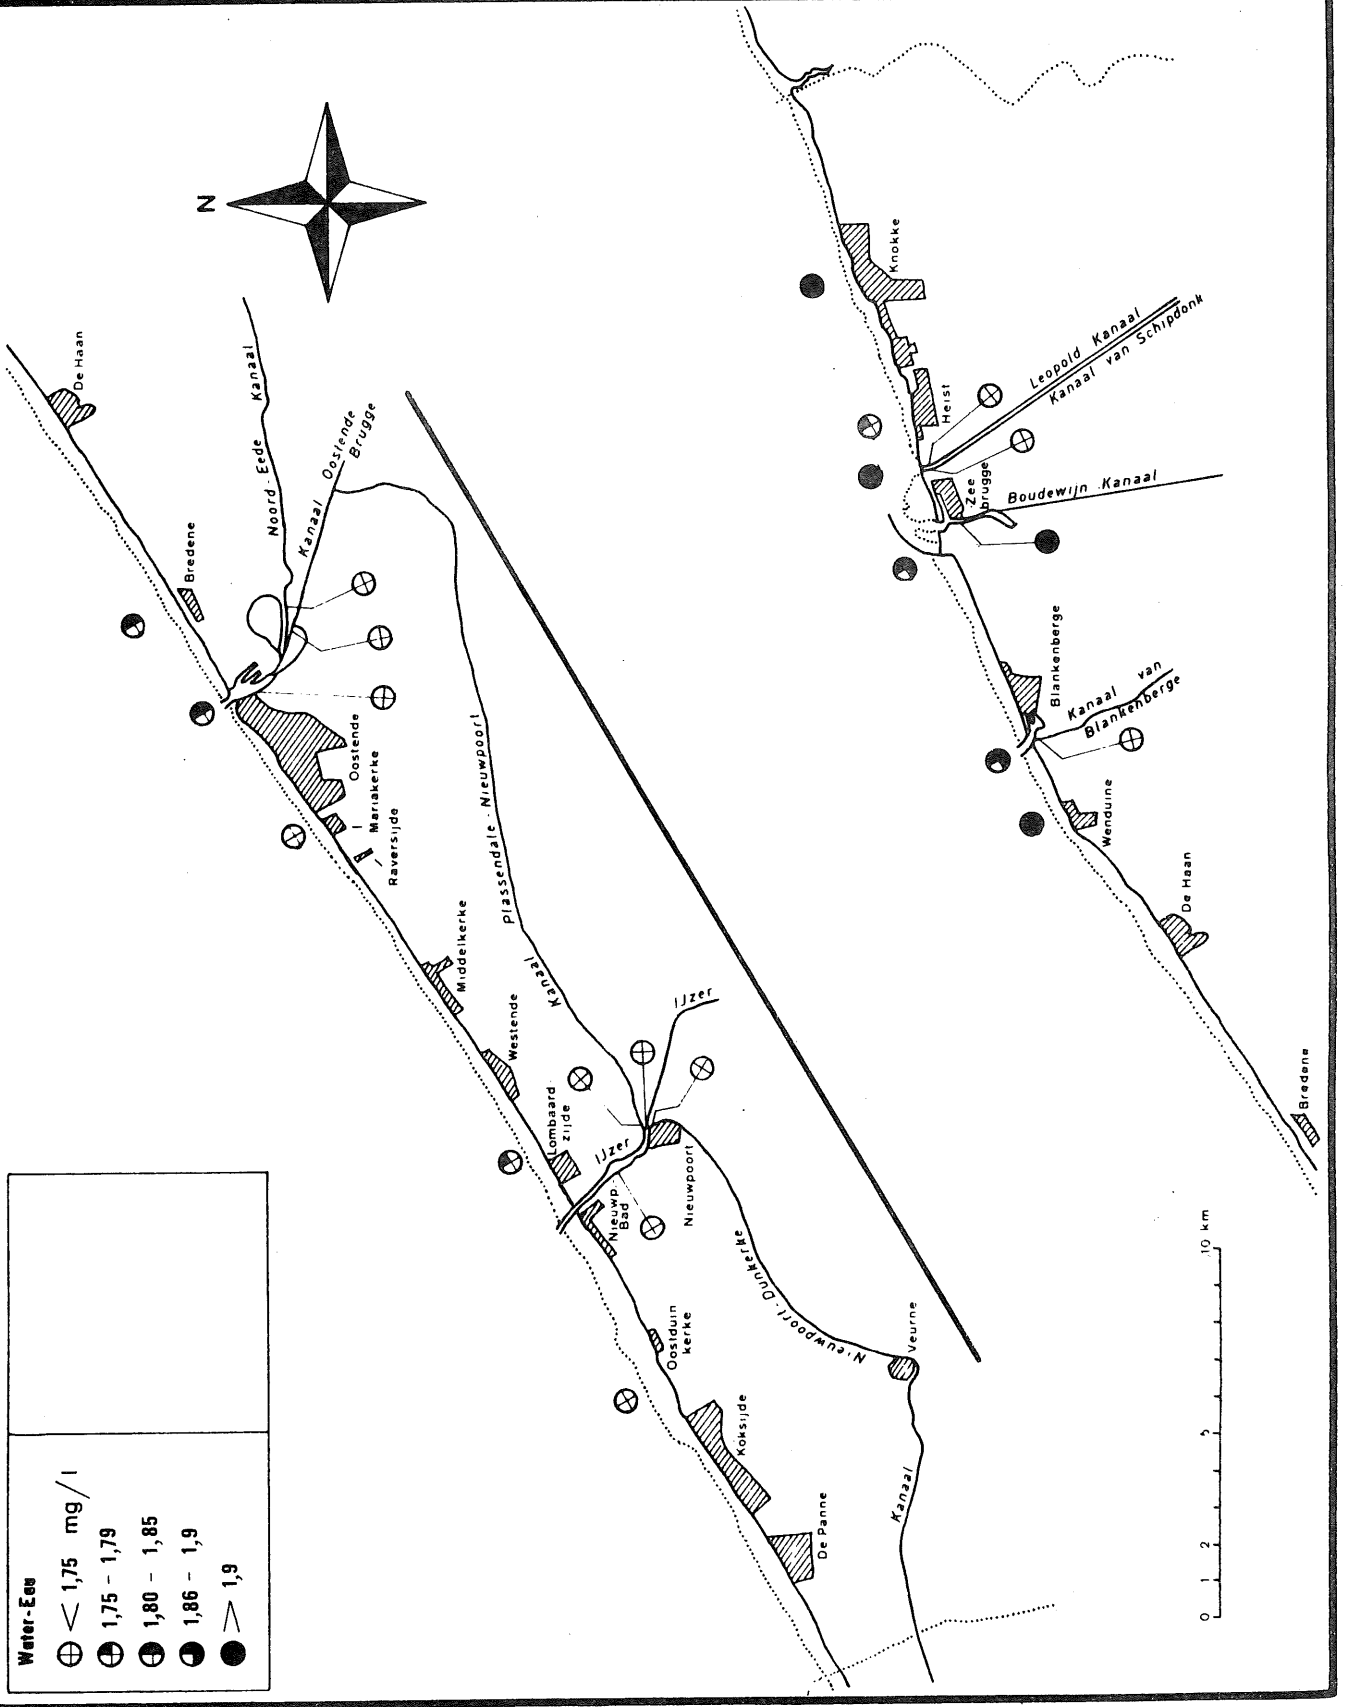 Water-Eau
< 1,75 mg/l
1,75 - 1,79
1,80 - 1,85
1,86 - 1,9
> 1,9
N
De Haan
Bredene
Noord-Eede Kanaal
Kanaal Oostende
Brugge
Oostende
Mariakerke
Raversijde
Middelkerke
Westende
Lombaard
zijde
Kanaal Plassendale - Nieuwpoort
IJzer
IJzer
Nieuwp.
Bad
Nieuwpoort
Oostduin
kerke
Koksijde
De Panne
Kanaal Nieuwpoort - Dunkerke
Veurne
Knokke
Heist
Leopold Kanaal
Kanaal van Schipdonk
Zee
brugge
Boudewijn Kanaal
Blankenberge
Kanaal van
Blankenberge
Wenduine
De Haan
Bredene
0 1 2 5 10 km